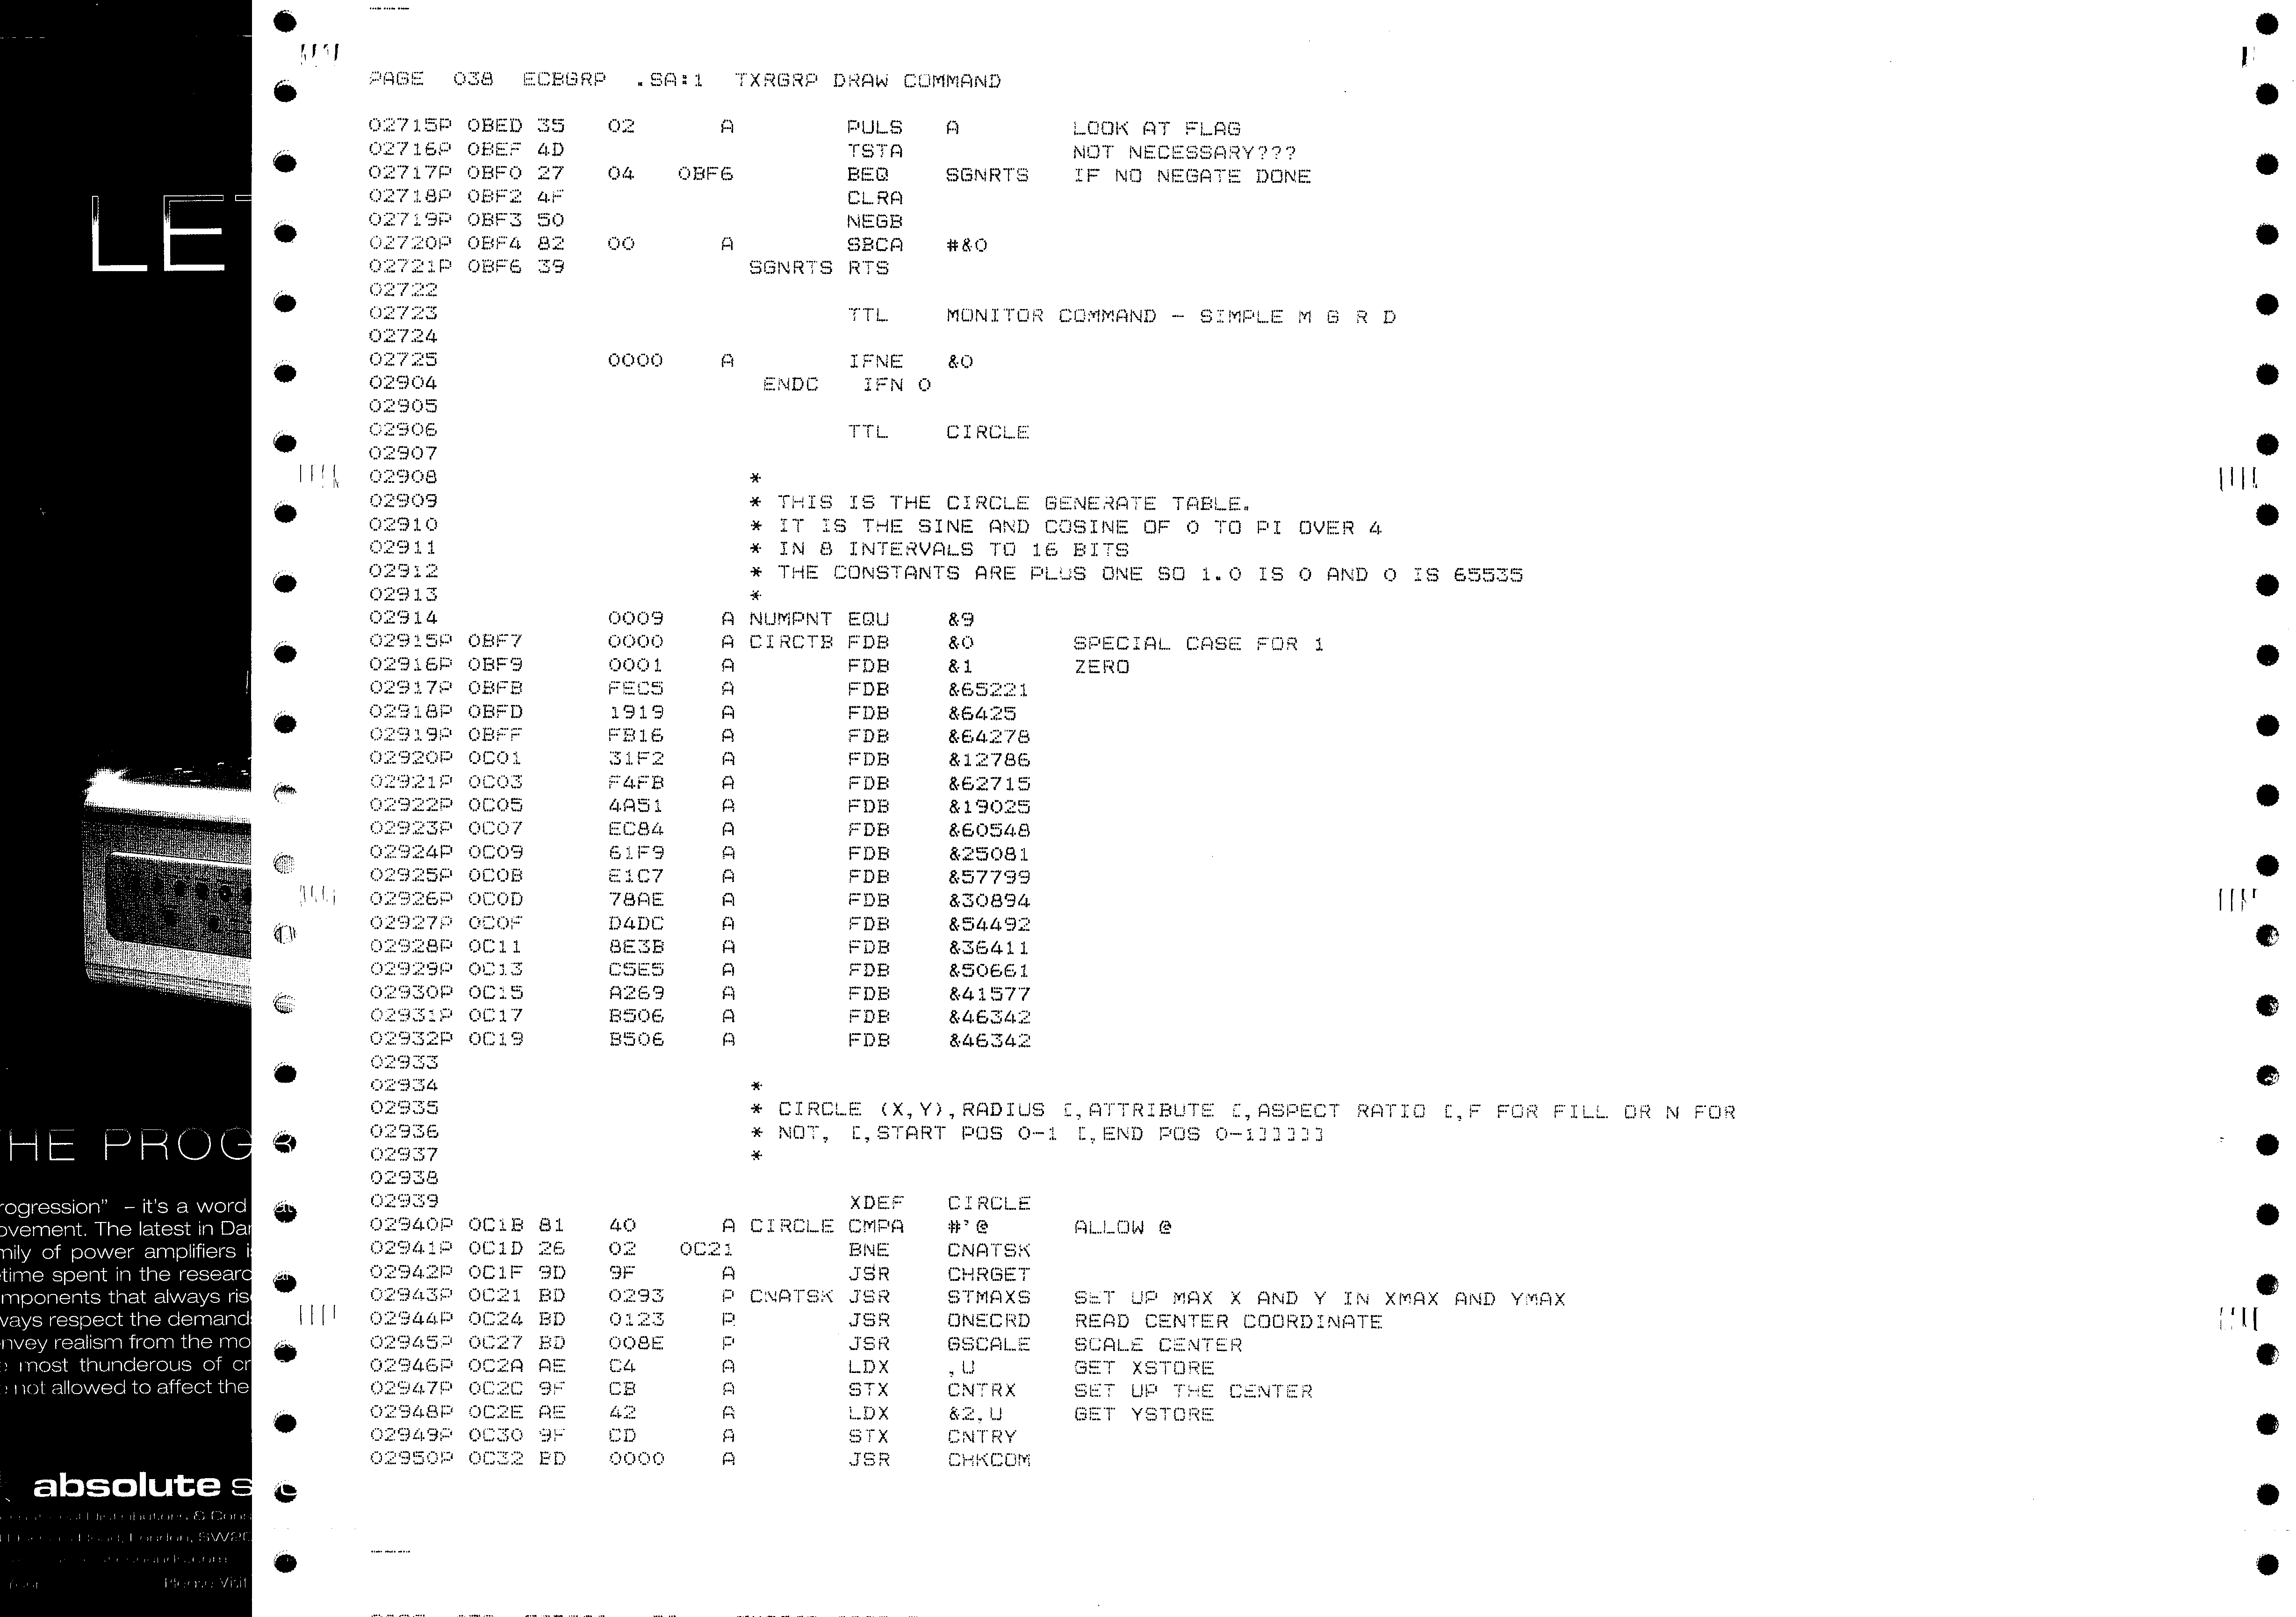 PAGE 038 ECBGRP .SA:1 TXRGRP DRAW COMMAND
02715P 0BED 35 02 A PULS A LOOK AT FLAG
02716P 0BEF 4D TSTA NOT NECESSARY???
02717P 0BF0 27 04 0BF6 BEQ SGNRTS IF NO NEGATE DONE
02718P 0BF2 4F CLRA
02719P 0BF3 50 NEGB
02720P 0BF4 82 00 A SBCA #&0
02721P 0BF6 39 SGNRTS RTS
02722
02723 TTL MONITOR COMMAND - SIMPLE M G R D
02724
02725 0000 A IFNE &0
02904 ENDC IFN 0
02905
02906 TTL CIRCLE
02907
02908 *
02909 * THIS IS THE CIRCLE GENERATE TABLE.
02910 * IT IS THE SINE AND COSINE OF 0 TO PI OVER 4
02911 * IN 8 INTERVALS TO 16 BITS
02912 * THE CONSTANTS ARE PLUS ONE SO 1.0 IS 0 AND 0 IS 65535
02913 *
02914 0009 A NUMPNT EQU &9
02915P 0BF7 0000 A CIRCTB FDB &0 SPECIAL CASE FOR 1
02916P 0BF9 0001 A FDB &1 ZERO
02917P 0BFB FEC5 A FDB &65221
02918P 0BFD 1919 A FDB &6425
02919P 0BFF FB16 A FDB &64278
02920P 0C01 31F2 A FDB &12786
02921P 0C03 F4FB A FDB &62715
02922P 0C05 4A51 A FDB &19025
02923P 0C07 EC84 A FDB &60548
02924P 0C09 61F9 A FDB &25081
02925P 0C0B E1C7 A FDB &57799
02926P 0C0D 78AE A FDB &30894
02927P 0C0F D4DC A FDB &54492
02928P 0C11 8E3B A FDB &36411
02929P 0C13 C5E5 A FDB &50661
02930P 0C15 A269 A FDB &41577
02931P 0C17 B506 A FDB &46342
02932P 0C19 B506 A FDB &46342
02933
02934 *
02935 * CIRCLE (X,Y),RADIUS [,ATTRIBUTE [,ASPECT RATIO [,F FOR FILL OR N FOR
02936 * NOT, [,START POS 0-1 [,END POS 0-1]]]]]
02937 *
02938
02939 XDEF CIRCLE
02940P 0C1B 81 40 A CIRCLE CMPA #'@ ALLOW @
02941P 0C1D 26 02 0C21 BNE CNATSK
02942P 0C1F 9D 9F A JSR CHRGET
02943P 0C21 BD 0293 P CNATSK JSR STMAXS SET UP MAX X AND Y IN XMAX AND YMAX
02944P 0C24 BD 0123 P JSR ONECRD READ CENTER COORDINATE
02945P 0C27 BD 008E P JSR GSCALE SCALE CENTER
02946P 0C2A AE C4 A LDX ,U GET XSTORE
02947P 0C2C 9F CB A STX CNTRX SET UP THE CENTER
02948P 0C2E AE 42 A LDX &2,U GET YSTORE
02949P 0C30 9F CD A STX CNTRY
02950P 0C32 BD 0000 A JSR CHKCOM
LET
HE PROG
rogression" – it's a word
ovement. The latest in Dar
mily of power amplifiers i
time spent in the researc
mponents that always ris
ways respect the demand
nvey realism from the mo
most thunderous of cr
not allowed to affect the
absolute s
London, SW20
Please Visit